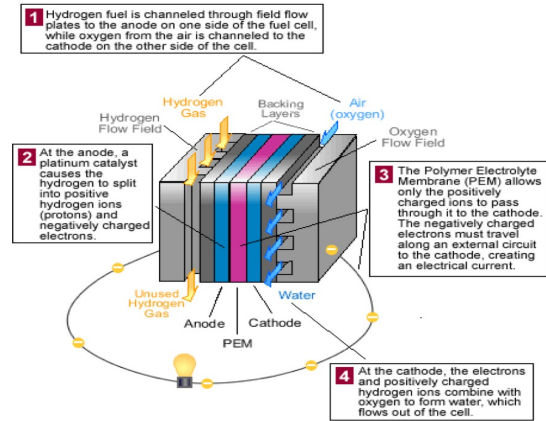 1 Hydrogen fuel is channeled through field flow
plates to the anode on one side of the fuel cell,
while oxygen from the air is channeled to the
cathode on the other side of the cell.
Hydrogen
Gas
Backing
Layers
Air
(oxygen)
Hydrogen
Flow Field
Oxygen
Flow Field
2 At the anode, a
platinum catalyst
causes the
hydrogen to split
into positive
hydrogen ions
(protons) and
negatively charged
electrons.
3 The Polymer Electrolyte
Membrane (PEM) allows
only the positively
charged ions to pass
through it to the cathode.
The negatively charged
electrons must travel
along an external circuit
to the cathode, creating
an electrical current.
Unused
Hydrogen
Gas
Water
Anode
Cathode
PEM
4 At the cathode, the electrons
and positively charged
hydrogen ions combine with
oxygen to form water, which
flows out of the cell.